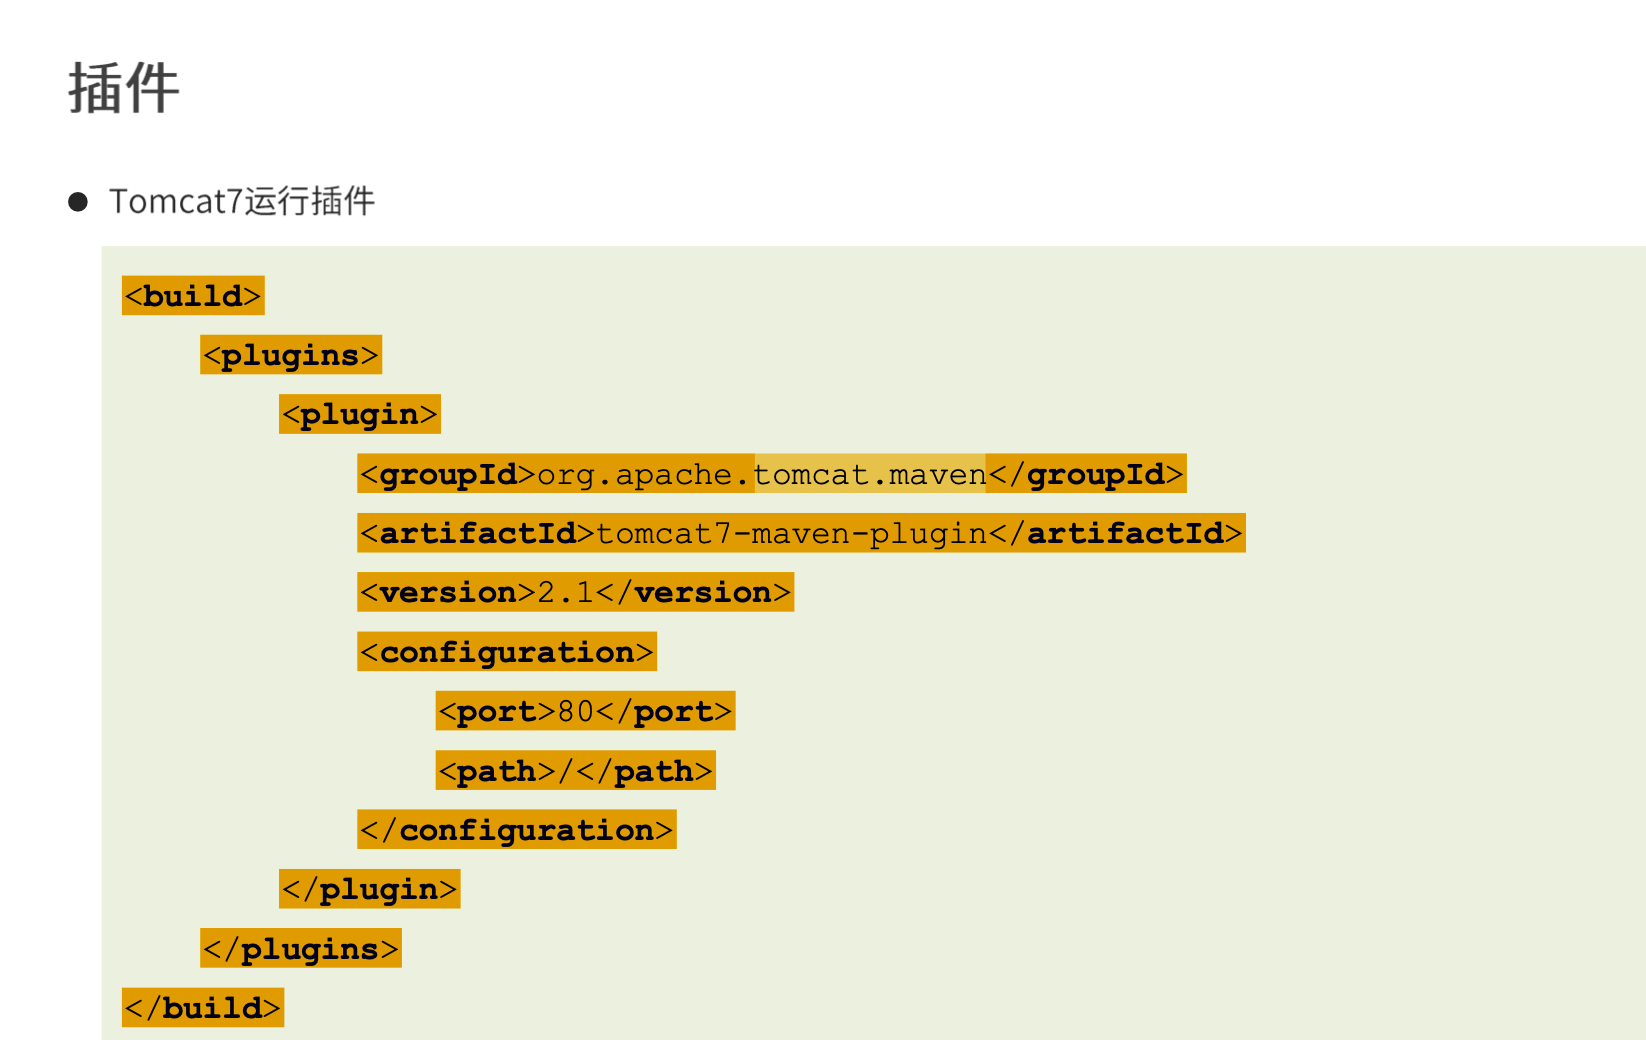 插件
● Tomcat7运行插件
<build>
<plugins>
<plugin>
<groupId>org.apache.tomcat.maven</groupId>
<artifactId>tomcat7-maven-plugin</artifactId>
<version>2.1</version>
<configuration>
<port>80</port>
<path>/</path>
</configuration>
</plugin>
</plugins>
</build>